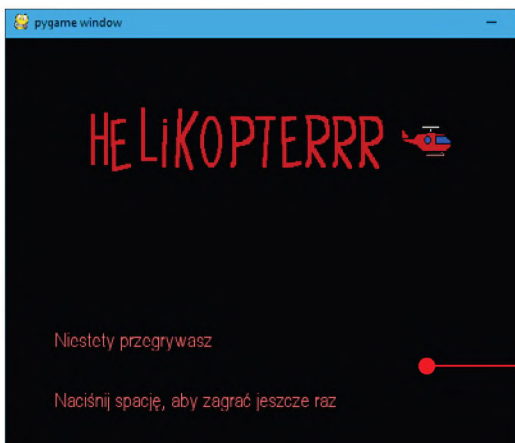 pygame window
HELiKOPTERRR
Niestety przegrywasz
Naciśnij spację, aby zagrać jeszcze raz